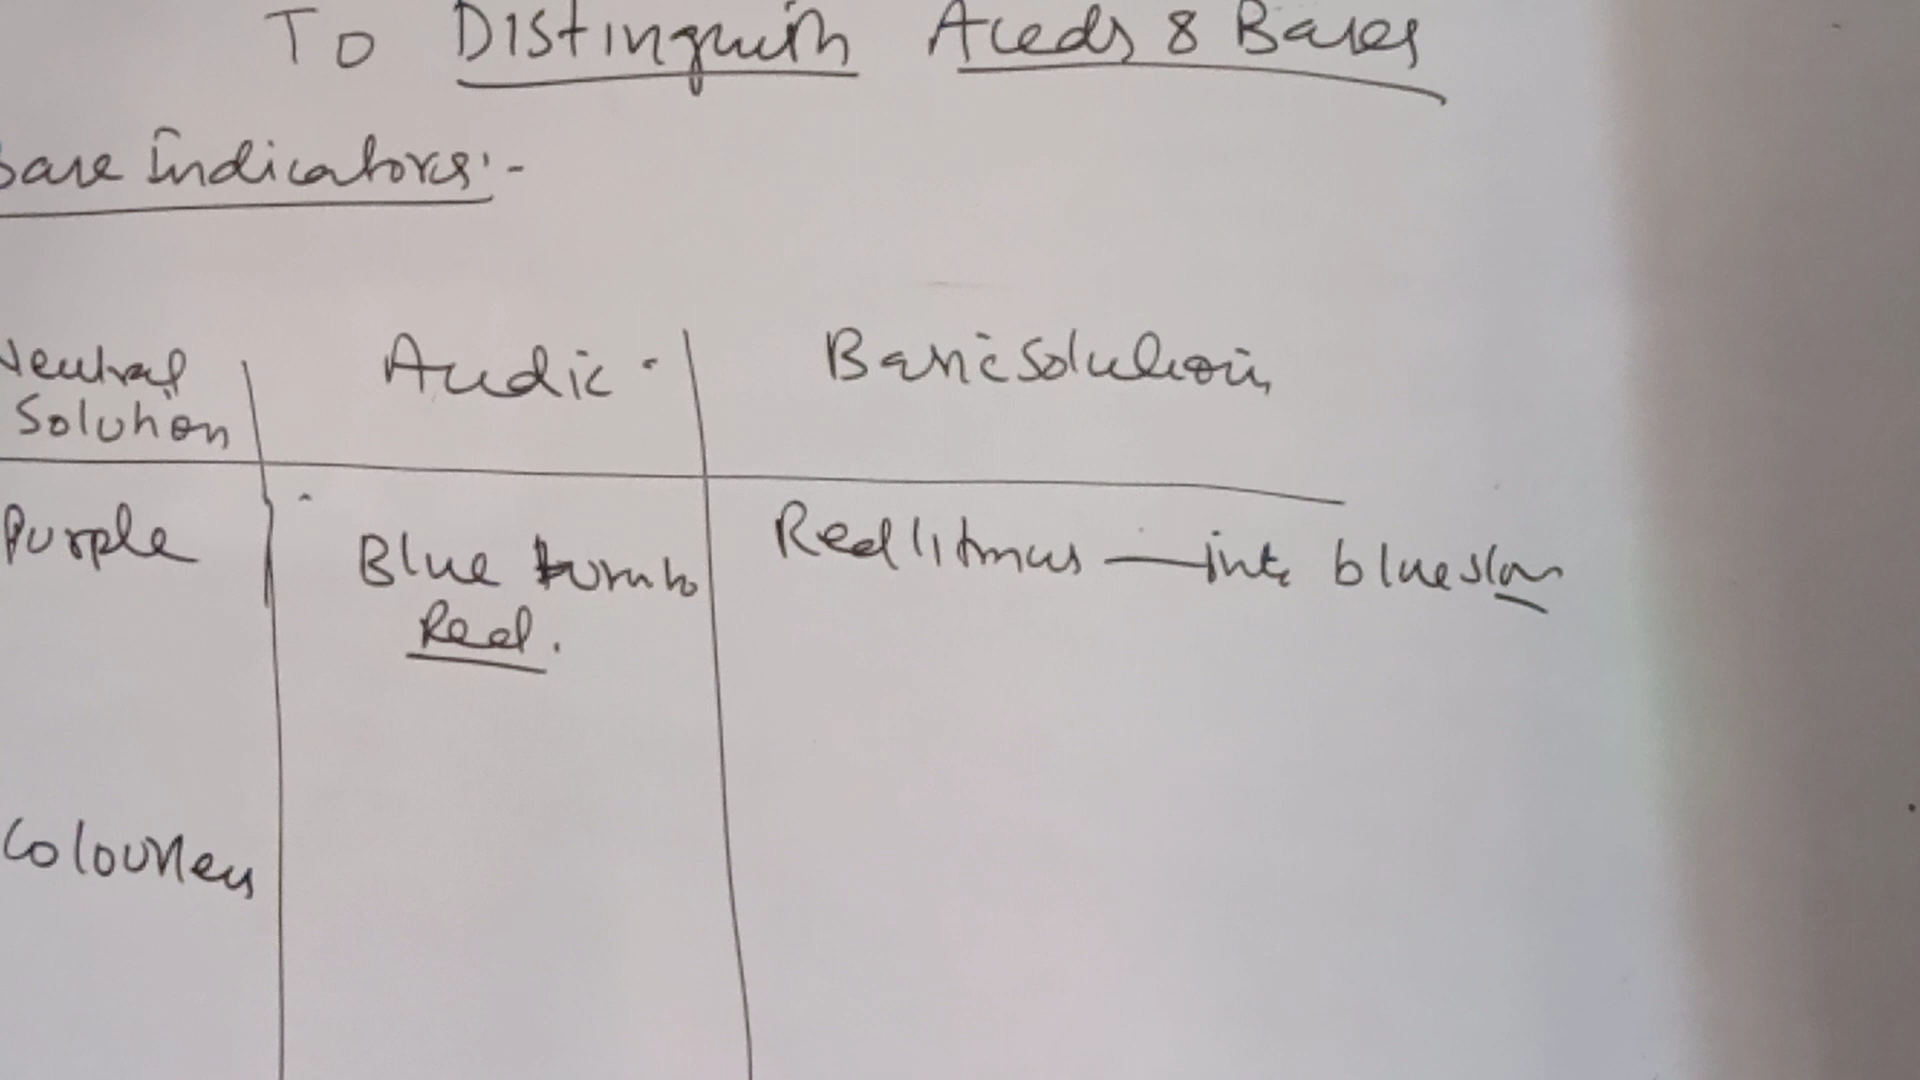 To Distinguish Acids & Bases
Base Indicators:-
Neutral Solution
Acidic
Basic Solution
Purple
Blue turns to Red.
Red litmus — into blue
Colourless